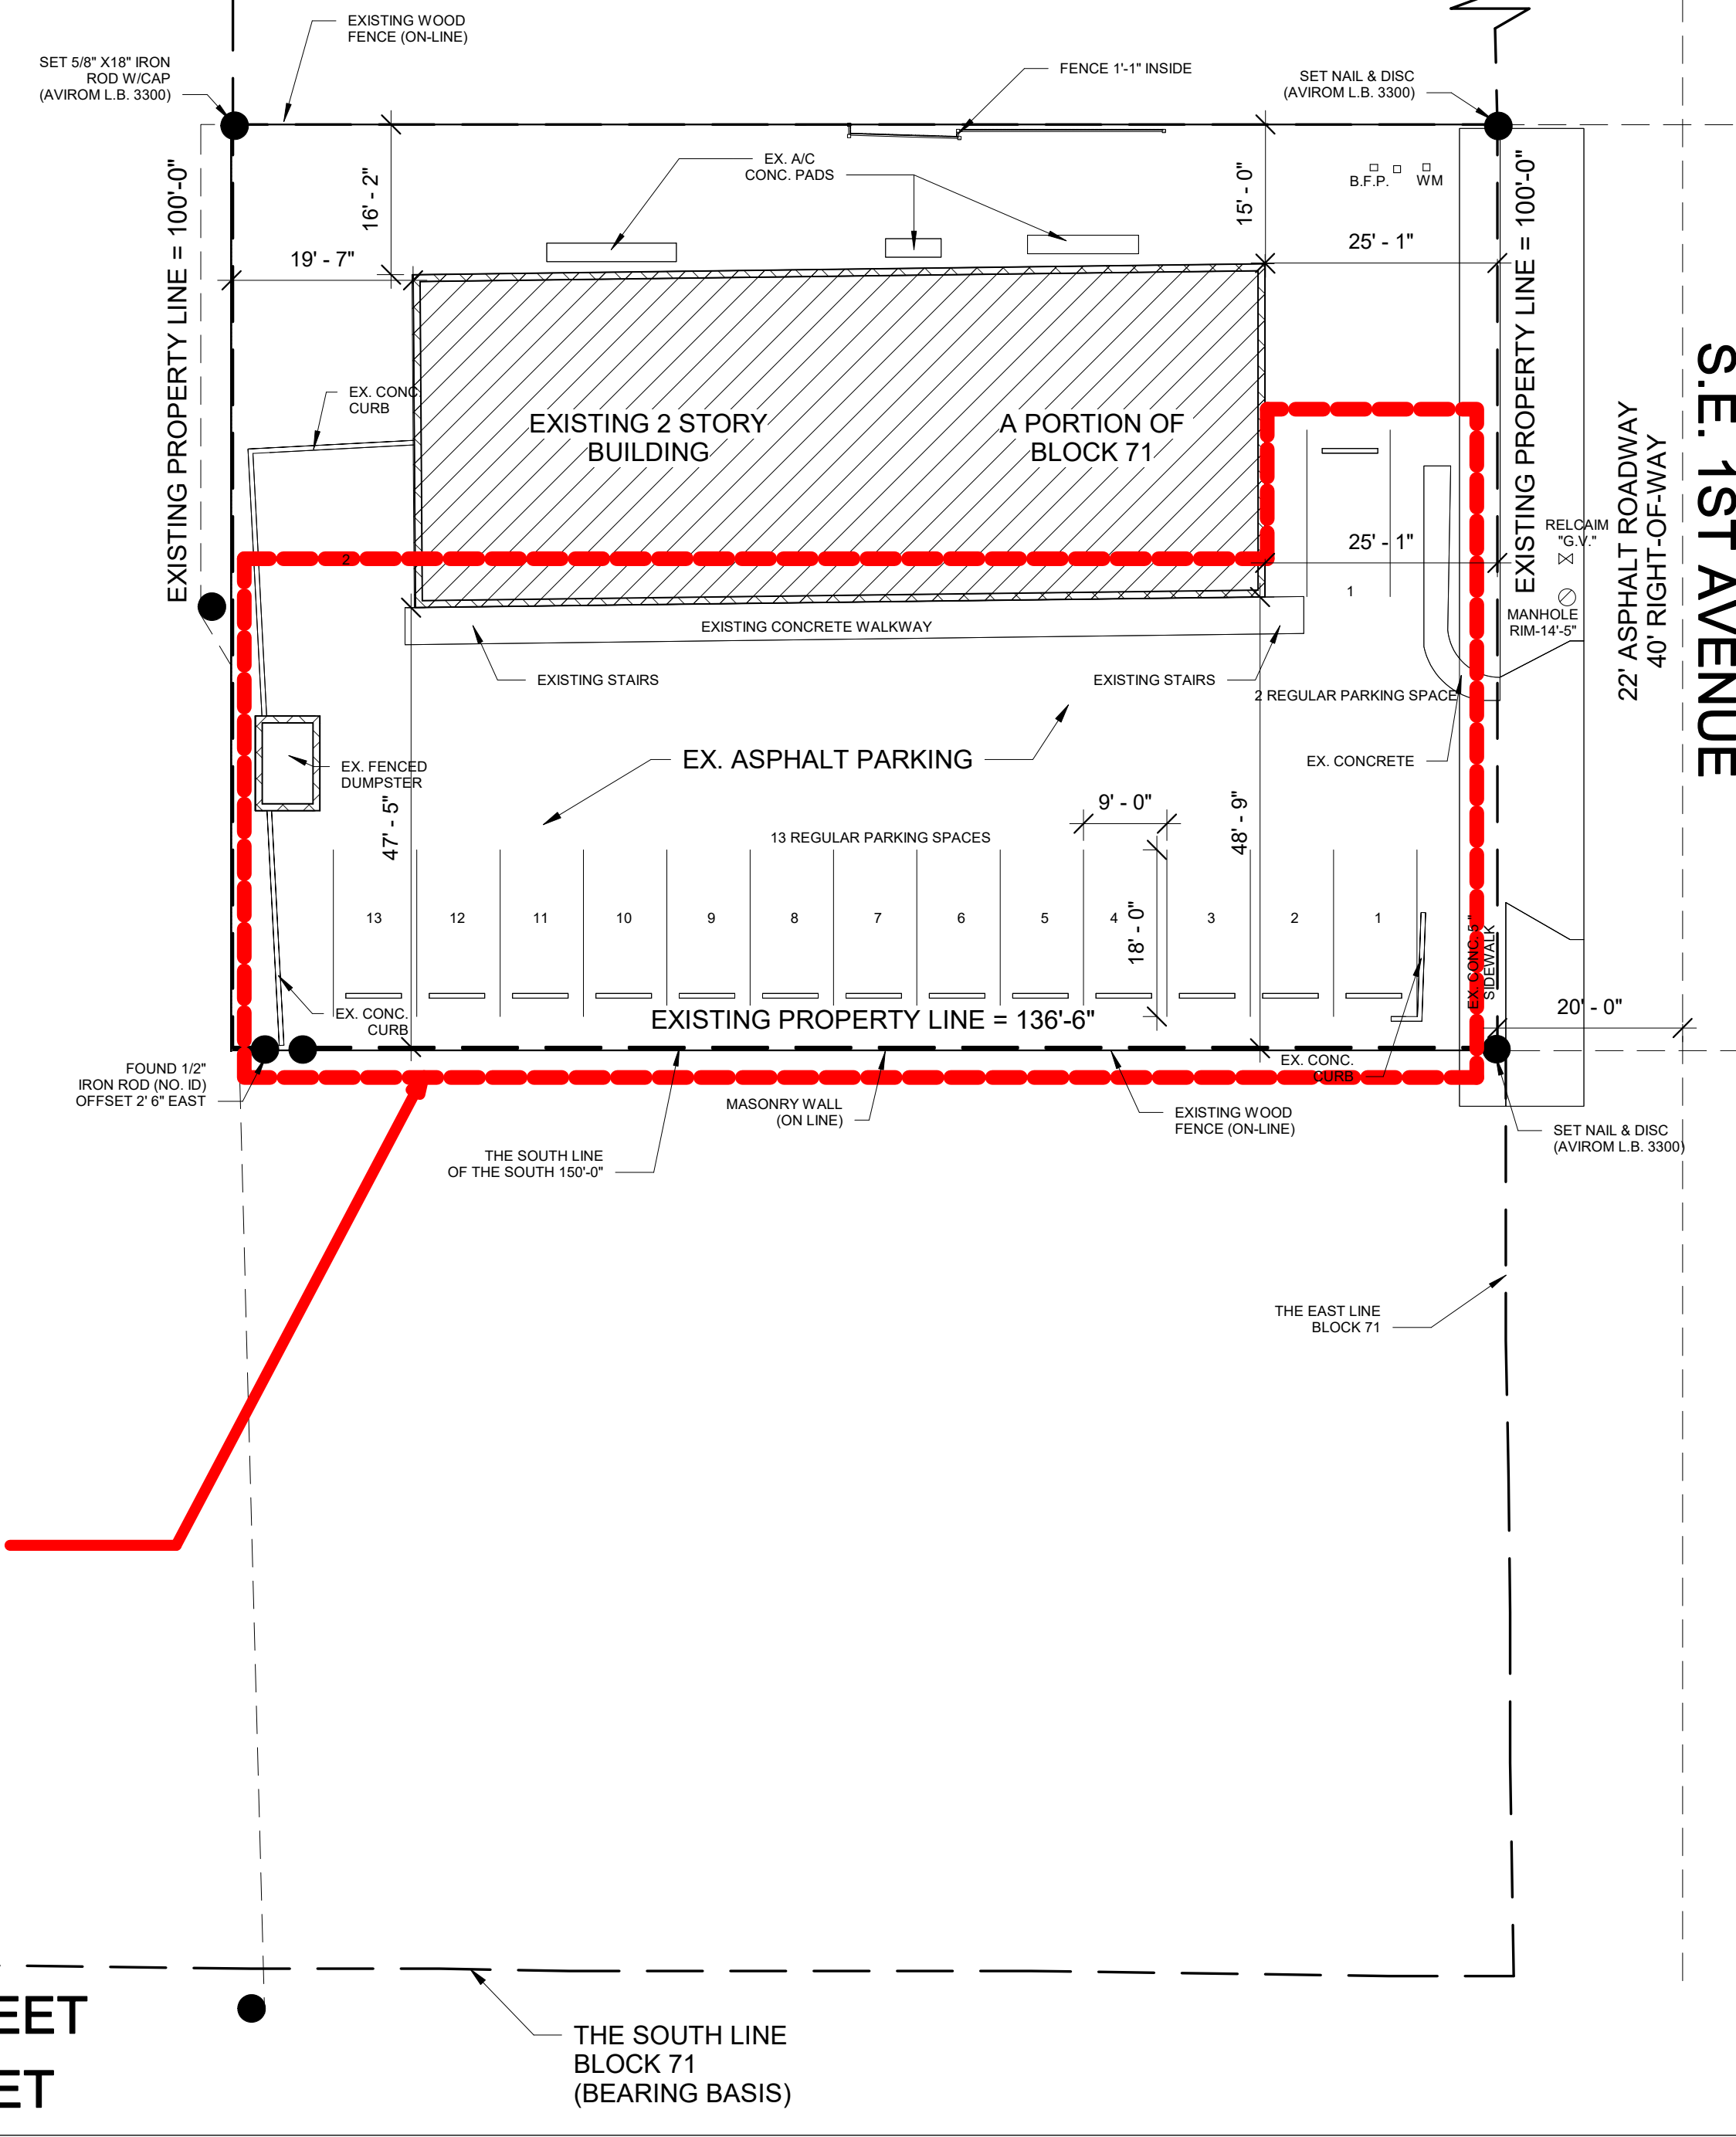 EXISTING WOOD
FENCE (ON-LINE)
SET 5/8" X18" IRON
ROD W/CAP
(AVIROM L.B. 3300)
FENCE 1'-1" INSIDE
SET NAIL & DISC
(AVIROM L.B. 3300)
EX. A/C
CONC. PADS
B.F.P.
WM
EXISTING PROPERTY LINE = 100'-0"
16' - 2"
15' - 0"
EXISTING PROPERTY LINE = 100'-0"
19' - 7"
25' - 1"
S.E. 1ST AVENUE
22' ASPHALT ROADWAY
40' RIGHT-OF-WAY
EX. CONC.
CURB
EXISTING 2 STORY
BUILDING
A PORTION OF
BLOCK 71
RELCAIM
"G.V."
25' - 1"
2
1
MANHOLE
RIM-14'-5"
EXISTING CONCRETE WALKWAY
EXISTING STAIRS
EXISTING STAIRS
2 REGULAR PARKING SPACE
EX. ASPHALT PARKING
EX. CONCRETE
EX. FENCED
DUMPSTER
47' - 5"
9' - 0"
48' - 9"
13 REGULAR PARKING SPACES
13
12
11
10
9
8
7
6
5
4
3
2
1
18' - 0"
EX. CONC. 5"
SIDEWALK
20' - 0"
EX. CONC.
CURB
EXISTING PROPERTY LINE = 136'-6"
EX. CONC.
CURB
FOUND 1/2"
IRON ROD (NO. ID)
OFFSET 2' 6" EAST
MASONRY WALL
(ON LINE)
EXISTING WOOD
FENCE (ON-LINE)
SET NAIL & DISC
(AVIROM L.B. 3300)
THE SOUTH LINE
OF THE SOUTH 150'-0"
THE EAST LINE
BLOCK 71
EET
ET
THE SOUTH LINE
BLOCK 71
(BEARING BASIS)